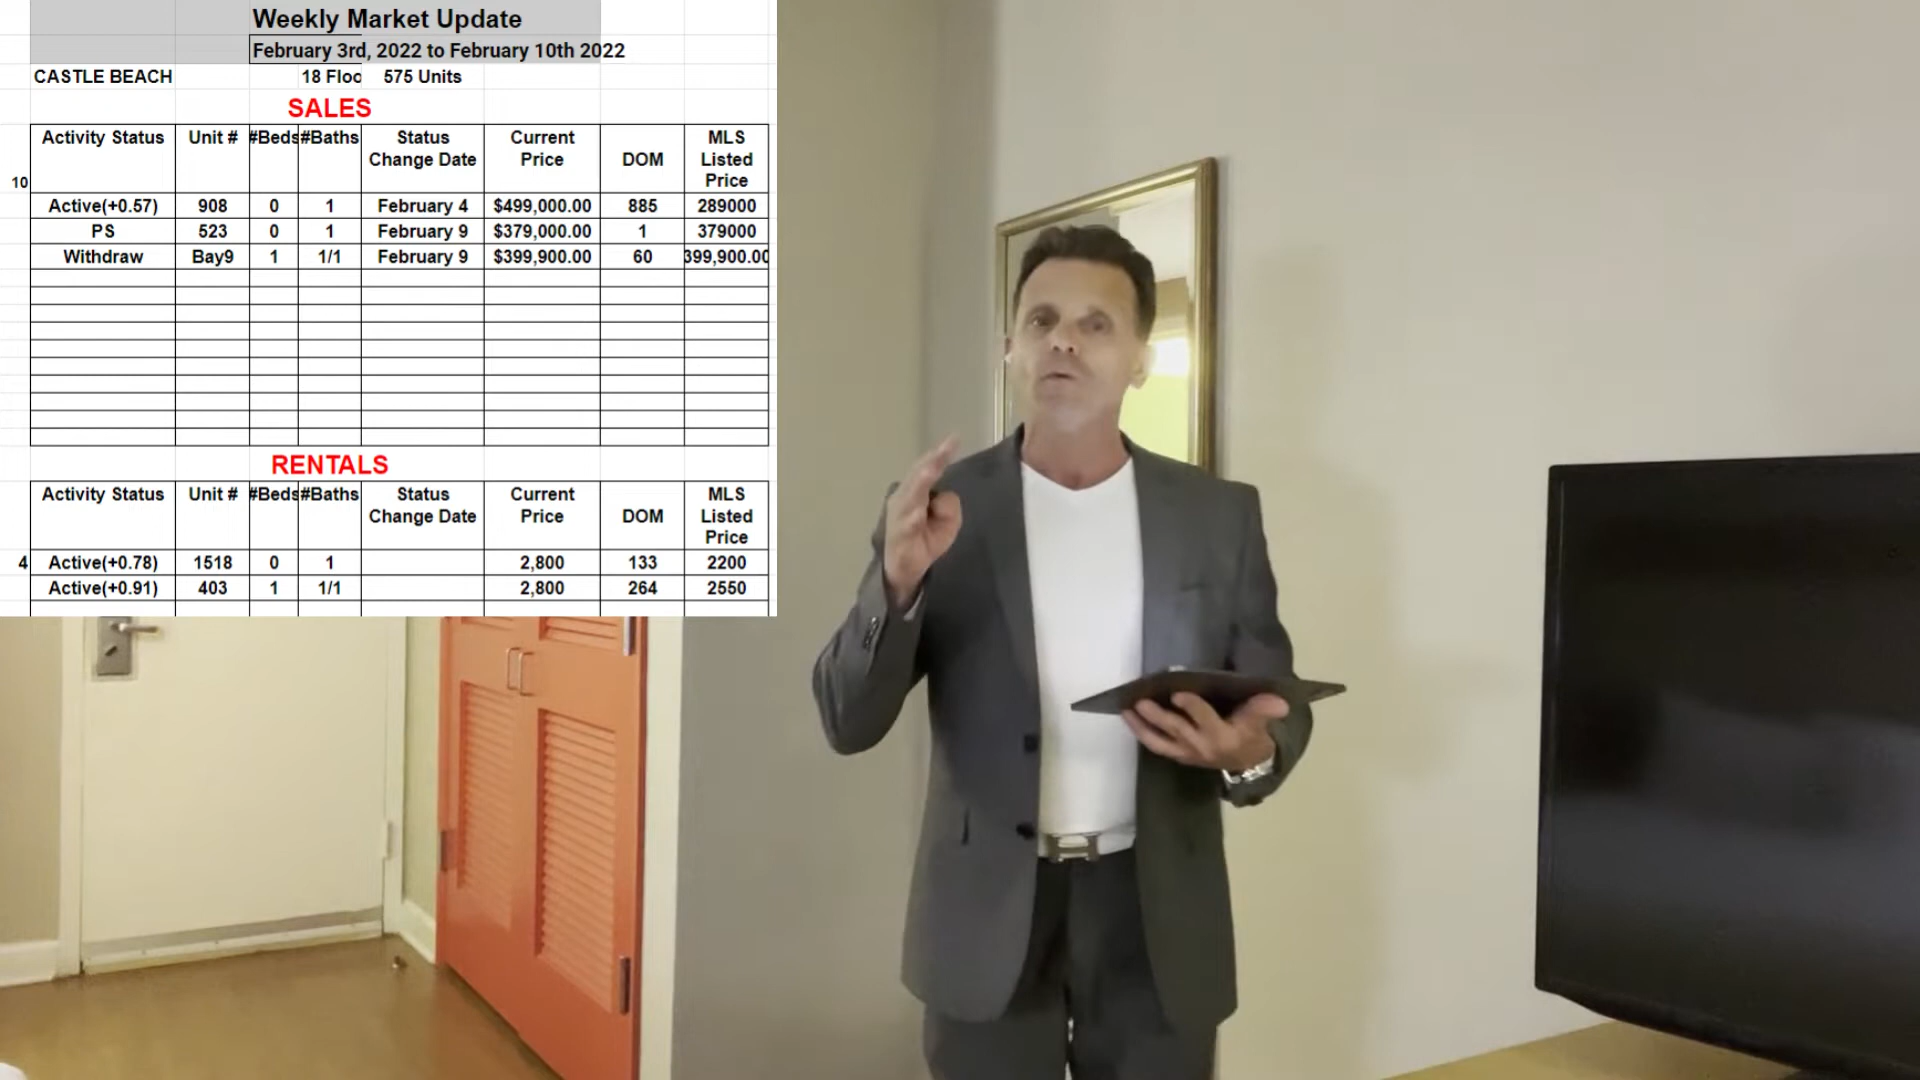 Weekly Market Update
February 3rd, 2022 to February 10th 2022
CASTLE BEACH 18 Floo 575 Units
SALES
Activity Status Unit # #Beds #Baths Status Change Date Current Price DOM MLS Listed Price
10
Active(+0.57) 908 0 1 February 4 $499,000.00 885 289000
PS 523 0 1 February 9 $379,000.00 1 379000
Withdraw Bay9 1 1/1 February 9 $399,900.00 60 399,900.00
RENTALS
Activity Status Unit # #Beds #Baths Status Change Date Current Price DOM MLS Listed Price
4 Active(+0.78) 1518 0 1 2,800 133 2200
Active(+0.91) 403 1 1/1 2,800 264 2550